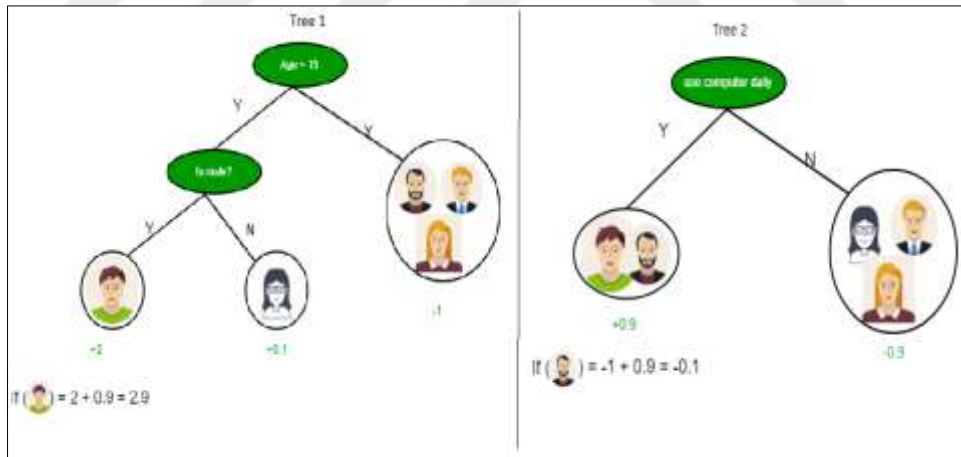 Tree 1
Age < 15
Y
Y
Is male?
Y
N
+2
+0.1
-1
If ( ) = 2 + 0.9 = 2.9
Tree 2
use computer daily
Y
N
+0.9
-0.9
If ( ) = -1 + 0.9 = -0.1